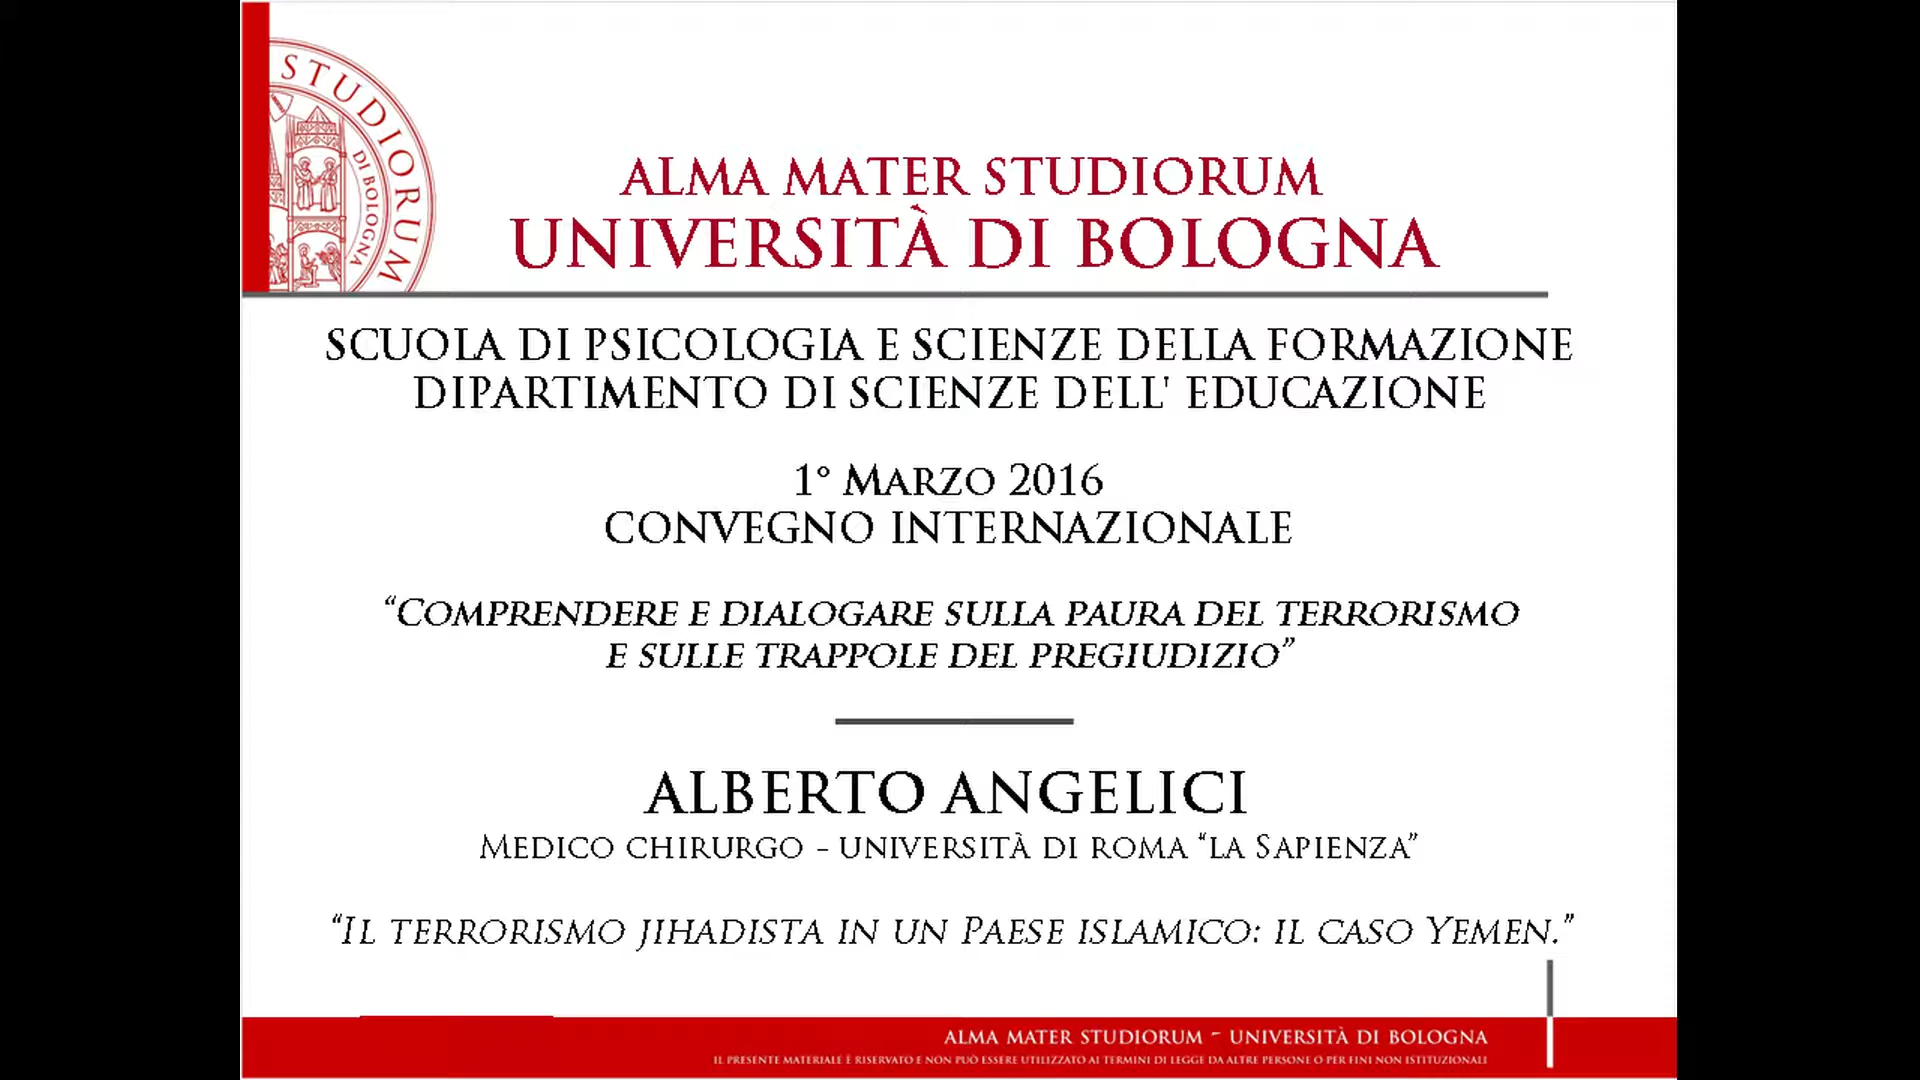 STUDIORUM
DI BOLOGNA
ALMA MATER STUDIORUM
UNIVERSITÀ DI BOLOGNA
SCUOLA DI PSICOLOGIA E SCIENZE DELLA FORMAZIONE
DIPARTIMENTO DI SCIENZE DELL' EDUCAZIONE
1° MARZO 2016
CONVEGNO INTERNAZIONALE
“COMPRENDERE E DIALOGARE SULLA PAURA DEL TERRORISMO
E SULLE TRAPPOLE DEL PREGIUDIZIO”
ALBERTO ANGELICI
MEDICO CHIRURGO - UNIVERSITÀ DI ROMA “LA SAPIENZA”
“IL TERRORISMO JIHADISTA IN UN PAESE ISLAMICO: IL CASO YEMEN.”
ALMA MATER STUDIORUM - UNIVERSITÀ DI BOLOGNA
IL PRESENTE MATERIALE È RISERVATO E NON PUÒ ESSERE UTILIZZATO AI TERMINI DI LEGGE DA ALTRE PERSONE O PER FINI NON ISTITUZIONALI